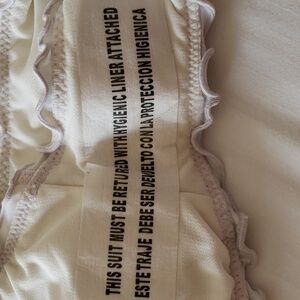 THIS SUIT MUST BE RETURED WITH HYGIENIC LINER ATTACHED
ESTE TRAJE DEBE SER DEVUELTO CON LA PROTECCION HIGIENICA